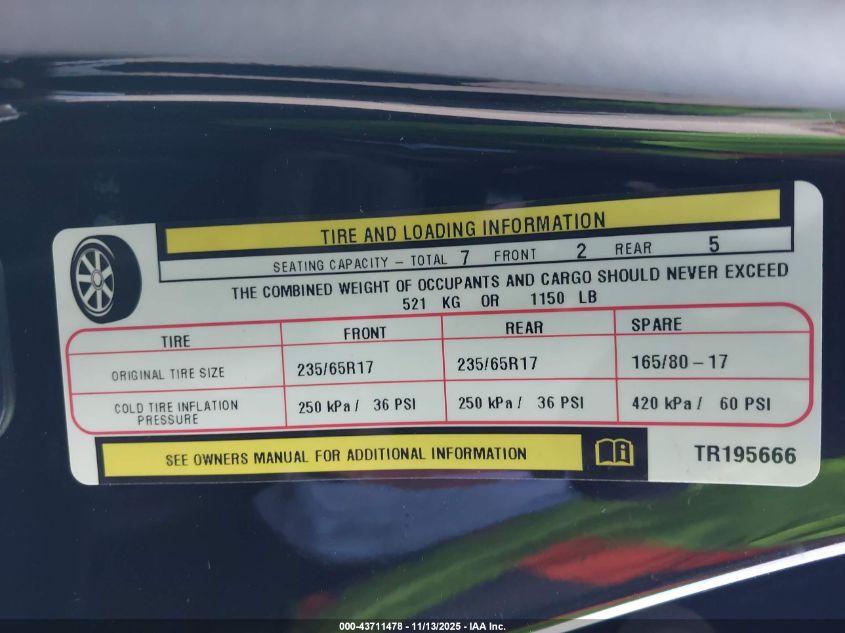 TIRE AND LOADING INFORMATION
SEATING CAPACITY – TOTAL 7 FRONT 2 REAR 5
THE COMBINED WEIGHT OF OCCUPANTS AND CARGO SHOULD NEVER EXCEED
521 KG OR 1150 LB
TIRE FRONT REAR SPARE
ORIGINAL TIRE SIZE 235/65R17 235/65R17 165/80 – 17
COLD TIRE INFLATION PRESSURE 250 kPa / 36 PSI 250 kPa / 36 PSI 420 kPa / 60 PSI
SEE OWNERS MANUAL FOR ADDITIONAL INFORMATION
TR195666
000-43711478 - 11/13/2025 - IAA Inc.